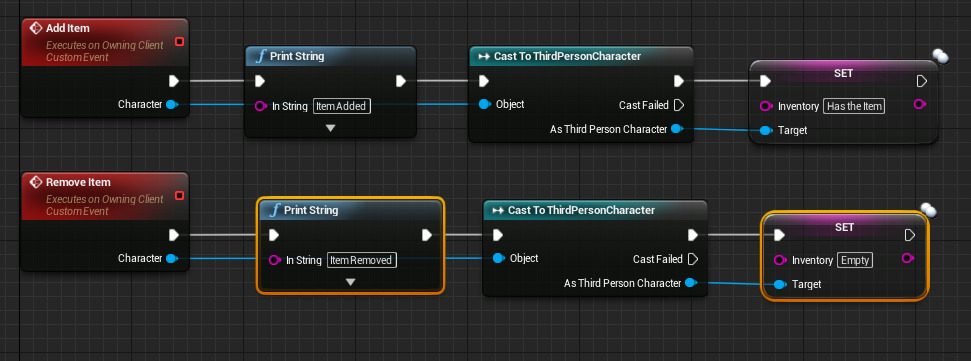 Add Item
Executes on Owning Client
Custom Event
Character
Print String
In String Item Added
Cast To ThirdPersonCharacter
Object
Cast Failed
As Third Person Character
SET
Inventory Has the Item
Target
Remove Item
Executes on Owning Client
Custom Event
Character
Print String
In String Item Removed
Cast To ThirdPersonCharacter
Object
Cast Failed
As Third Person Character
SET
Inventory Empty
Target